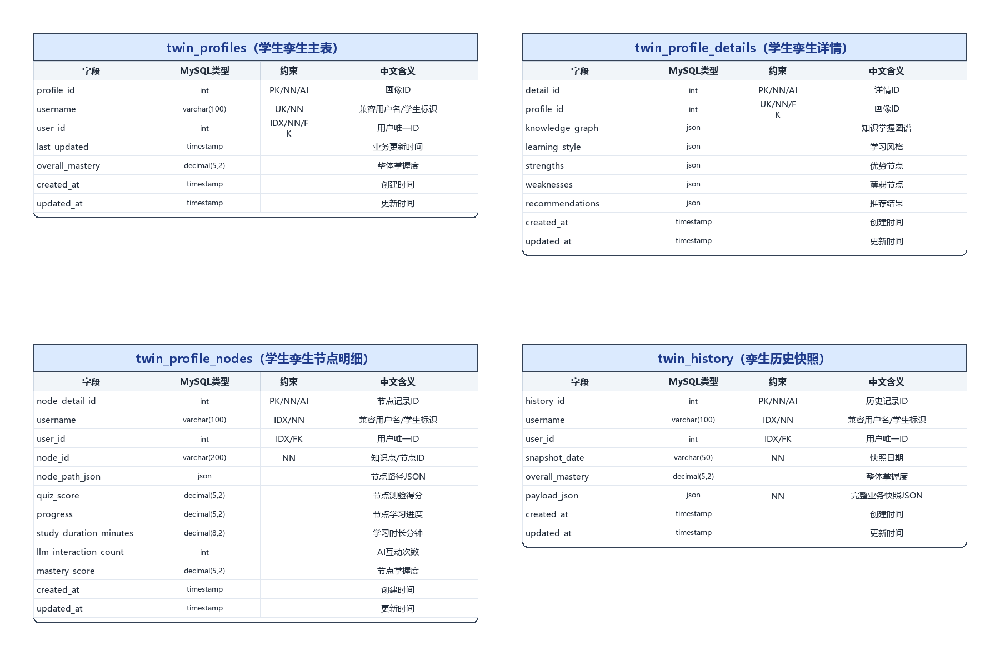 twin_profiles（学生孪生主表）
字段 MySQL类型 约束 中文含义
profile_id int PK/NN/AI 画像ID
username varchar(100) UK/NN 兼容用户名/学生标识
user_id int IDX/NN/FK 用户唯一ID
last_updated timestamp 业务更新时间
overall_mastery decimal(5,2) 整体掌握度
created_at timestamp 创建时间
updated_at timestamp 更新时间
twin_profile_details（学生孪生详情）
字段 MySQL类型 约束 中文含义
detail_id int PK/NN/AI 详情ID
profile_id int UK/NN/FK 画像ID
knowledge_graph json 知识掌握图谱
learning_style json 学习风格
strengths json 优势节点
weaknesses json 薄弱节点
recommendations json 推荐结果
created_at timestamp 创建时间
updated_at timestamp 更新时间
twin_profile_nodes（学生孪生节点明细）
字段 MySQL类型 约束 中文含义
node_detail_id int PK/NN/AI 节点记录ID
username varchar(100) IDX/NN 兼容用户名/学生标识
user_id int IDX/FK 用户唯一ID
node_id varchar(200) NN 知识点/节点ID
node_path_json json 节点路径JSON
quiz_score decimal(5,2) 节点测验得分
progress decimal(5,2) 节点学习进度
study_duration_minutes decimal(8,2) 学习时长分钟
llm_interaction_count int AI互动次数
mastery_score decimal(5,2) 节点掌握度
created_at timestamp 创建时间
updated_at timestamp 更新时间
twin_history（孪生历史快照）
字段 MySQL类型 约束 中文含义
history_id int PK/NN/AI 历史记录ID
username varchar(100) IDX/NN 兼容用户名/学生标识
user_id int IDX/FK 用户唯一ID
snapshot_date varchar(50) NN 快照日期
overall_mastery decimal(5,2) 整体掌握度
payload_json json NN 完整业务快照JSON
created_at timestamp 创建时间
updated_at timestamp 更新时间